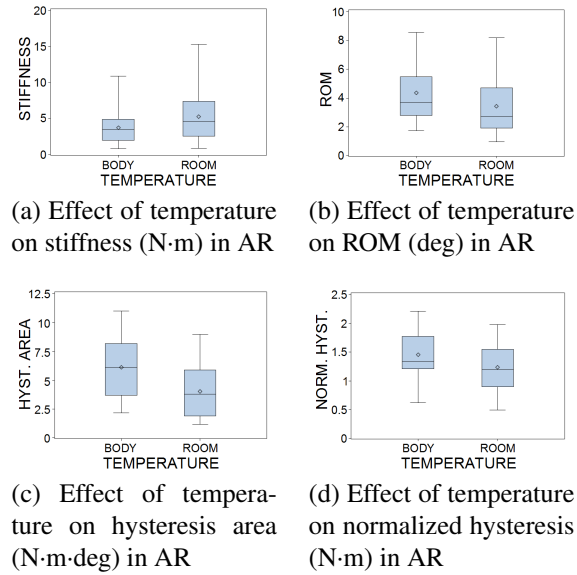 20
15
10
5
0
STIFFNESS
BODY ROOM
TEMPERATURE
(a) Effect of temperature
on stiffness (N·m) in AR
10
8
6
4
2
0
ROM
BODY ROOM
TEMPERATURE
(b) Effect of temperature
on ROM (deg) in AR
12.5
10
7.5
5
2.5
0
HYST. AREA
BODY ROOM
TEMPERATURE
(c) Effect of tempera-
ture on hysteresis area
(N·m·deg) in AR
2.5
2
1.5
1
0.5
0
NORM. HYST.
BODY ROOM
TEMPERATURE
(d) Effect of temperature
on normalized hysteresis
(N·m) in AR